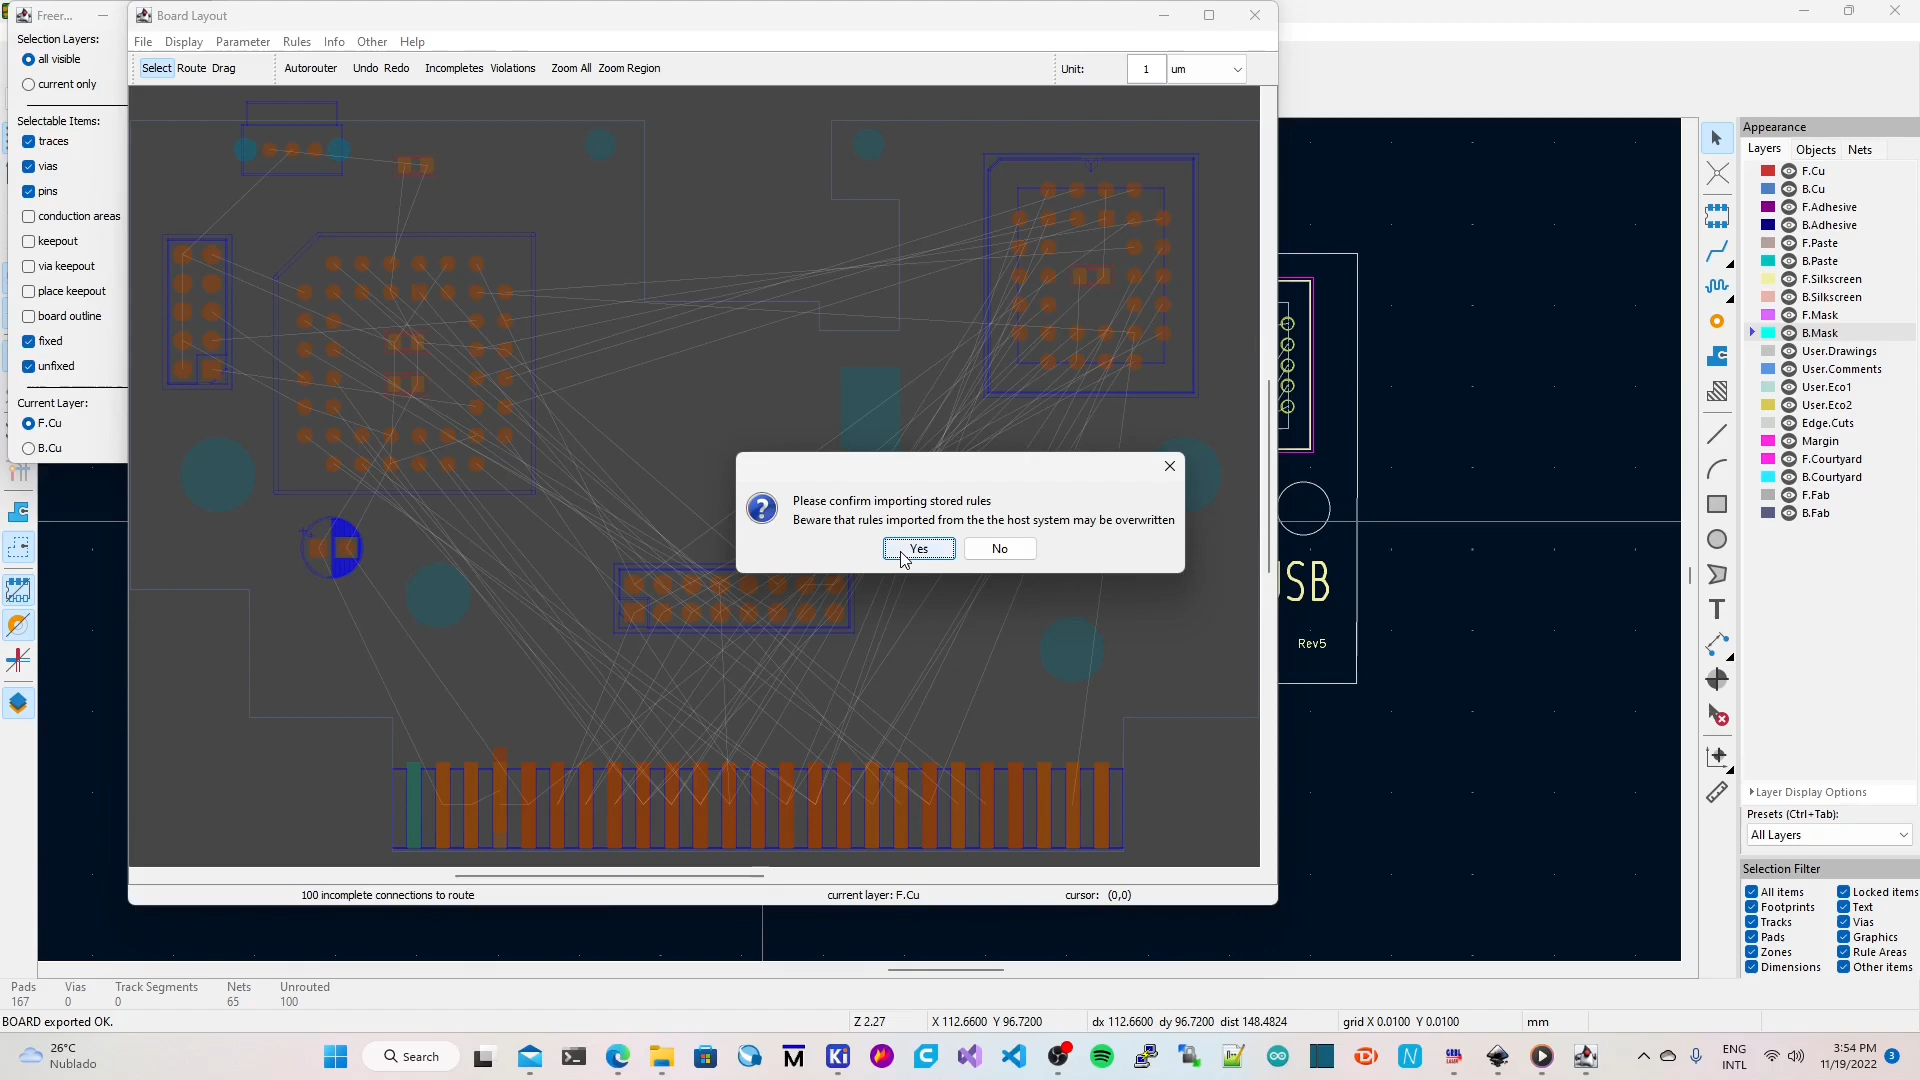 Freer...
Selection Layers:
all visible
current only
Selectable Items:
traces
vias
pins
conduction areas
keepout
via keepout
place keepout
board outline
fixed
unfixed
Current Layer:
F.Cu
B.Cu
Board Layout
File Display Parameter Rules Info Other Help
Select Route Drag Autorouter Undo Redo Incompletes Violations Zoom All Zoom Region Unit: 1 um
Please confirm importing stored rules
Beware that rules imported from the the host system may be overwritten
Yes No
100 incomplete connections to route current layer: F.Cu cursor: (0,0)
Rev5
Appearance
Layers Objects Nets
F.Cu
B.Cu
F.Adhesive
B.Adhesive
F.Paste
B.Paste
F.Silkscreen
B.Silkscreen
F.Mask
B.Mask
User.Drawings
User.Comments
User.Eco1
User.Eco2
Edge.Cuts
Margin
F.Courtyard
B.Courtyard
F.Fab
B.Fab
Layer Display Options
Presets (Ctrl+Tab):
All Layers
Selection Filter
All items Locked items
Footprints Text
Tracks Vias
Pads Graphics
Zones Rule Areas
Dimensions Other items
Pads Vias Track Segments Nets Unrouted
167 0 0 65 100
BOARD exported OK. Z 2.27 X 112.6600 Y 96.7200 dx 112.6600 dy 96.7200 dist 148.4824 grid X 0.0100 Y 0.0100 mm
26°C
Nublado
Search
ENG
INTL
3:54 PM
11/19/2022
3